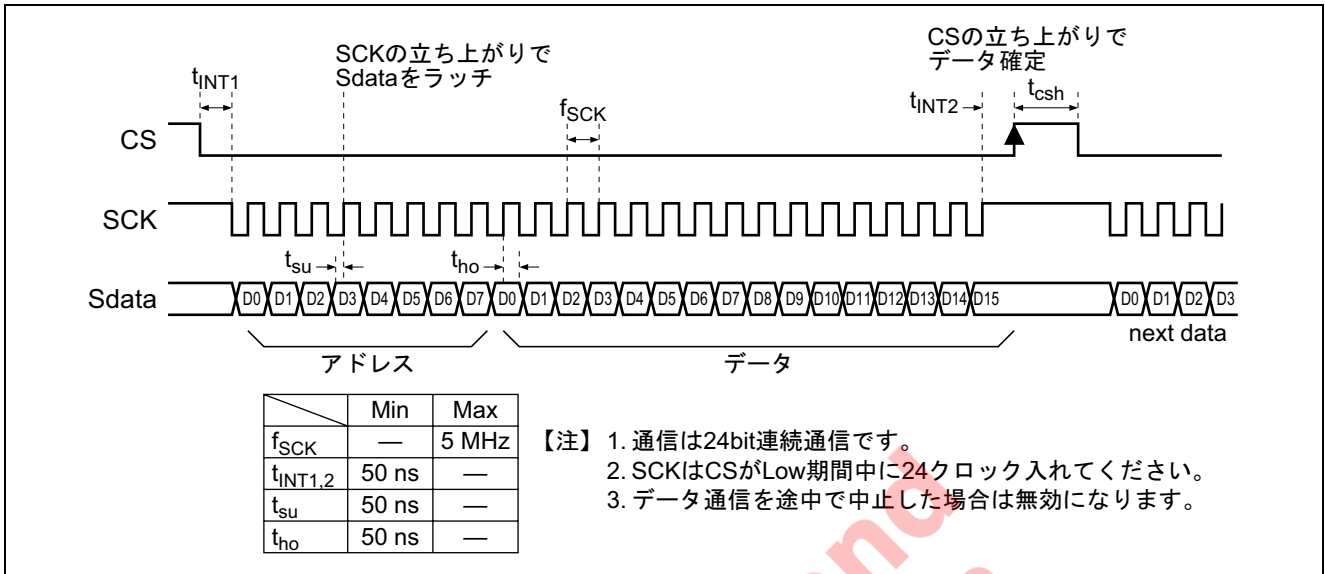 SCKの立ち上がりで
Sdataをラッチ
CSの立ち上がりで
データ確定
tINT1
fSCK
tINT2
tcsh
CS
SCK
tsu
tho
Sdata
D0 D1 D2 D3 D4 D5 D6 D7 D0 D1 D2 D3 D4 D5 D6 D7 D8 D9 D10 D11 D12 D13 D14 D15 D0 D1 D2 D3
next data
アドレス
データ
Min Max
fSCK — 5 MHz
tINT1,2 50 ns —
tsu 50 ns —
tho 50 ns —
【注】 1. 通信は24bit連続通信です。
2. SCKはCSがLow期間中に24クロック入れてください。
3. データ通信を途中で中止した場合は無効になります。